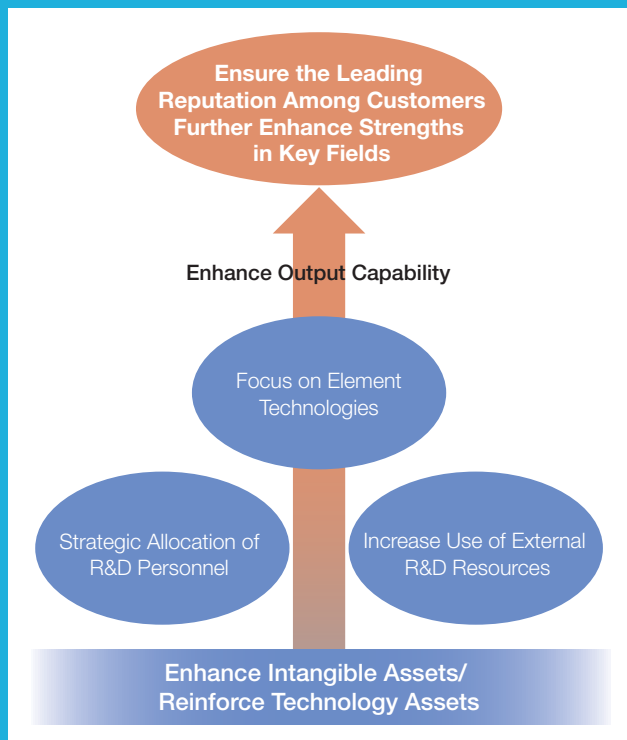 Ensure the Leading
Reputation Among Customers
Further Enhance Strengths
in Key Fields
Enhance Output Capability
Focus on Element
Technologies
Strategic Allocation of
R&D Personnel
Increase Use of External
R&D Resources
Enhance Intangible Assets/
Reinforce Technology Assets